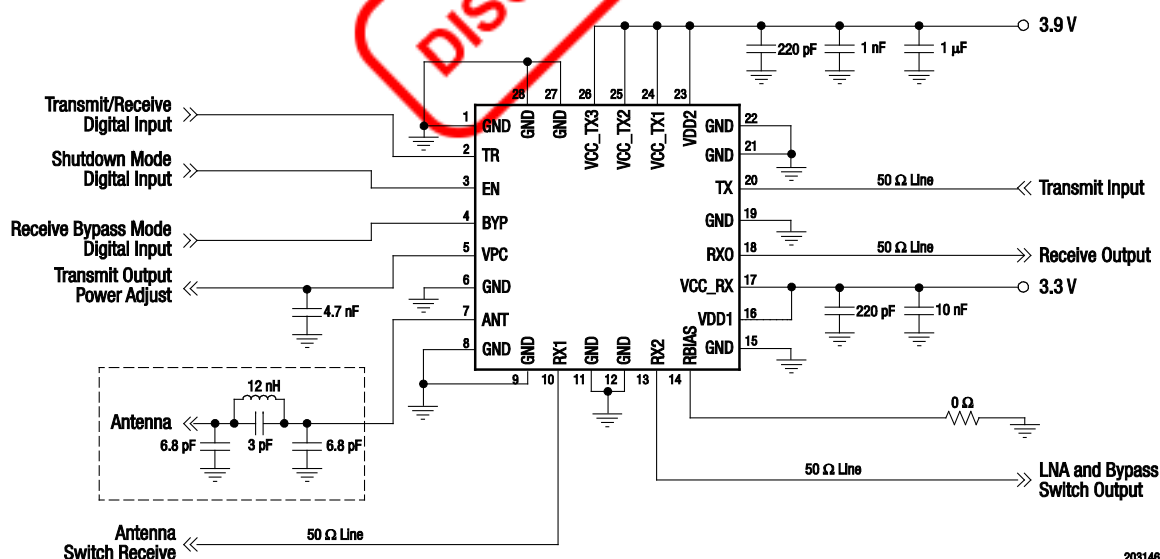 DISC
3.9 V
220 pF
1 nF
1 µF
Transmit/Receive
Digital Input
Shutdown Mode
Digital Input
Receive Bypass Mode
Digital Input
Transmit Output
Power Adjust
4.7 nF
28
27
26
25
24
23
GND
GND
VCC_TX3
VCC_TX2
VCC_TX1
VDD2
1
GND
2
TR
3
EN
4
BYP
5
VPC
6
GND
7
ANT
8
GND
GND
22
GND
21
TX
20
50 Ω Line
Transmit Input
GND
19
RXO
18
50 Ω Line
Receive Output
VCC_RX
17
3.3 V
VDD1
16
220 pF
10 nF
GND
15
GND
RX1
GND
GND
RX2
RBIAS
9
10
11
12
13
14
12 nH
Antenna
6.8 pF
3 pF
6.8 pF
0 Ω
50 Ω Line
LNA and Bypass
Switch Output
Antenna
Switch Receive
50 Ω Line
203146